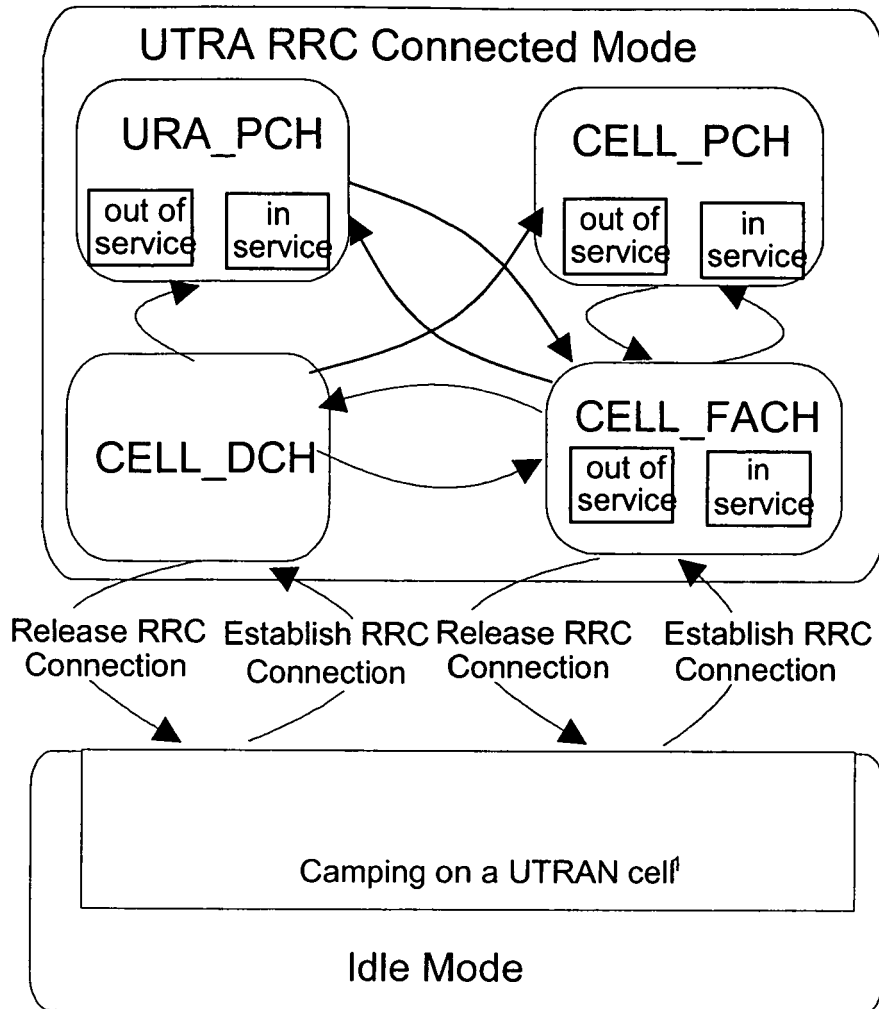 UTRA RRC Connected Mode
URA_PCH
out of
service
in
service
CELL_PCH
out of
service
in
service
CELL_DCH
CELL_FACH
out of
service
in
service
Release RRC
Connection
Establish RRC
Connection
Release RRC
Connection
Establish RRC
Connection
Camping on a UTRAN cell¹
Idle Mode